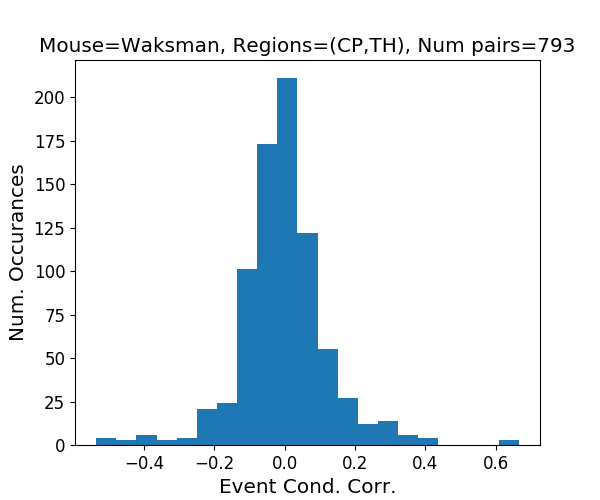 Mouse=Waksman, Regions=(CP,TH), Num pairs=793
200
175
150
125
100
75
50
25
0
Num. Occurances
−0.4 −0.2 0.0 0.2 0.4 0.6
Event Cond. Corr.